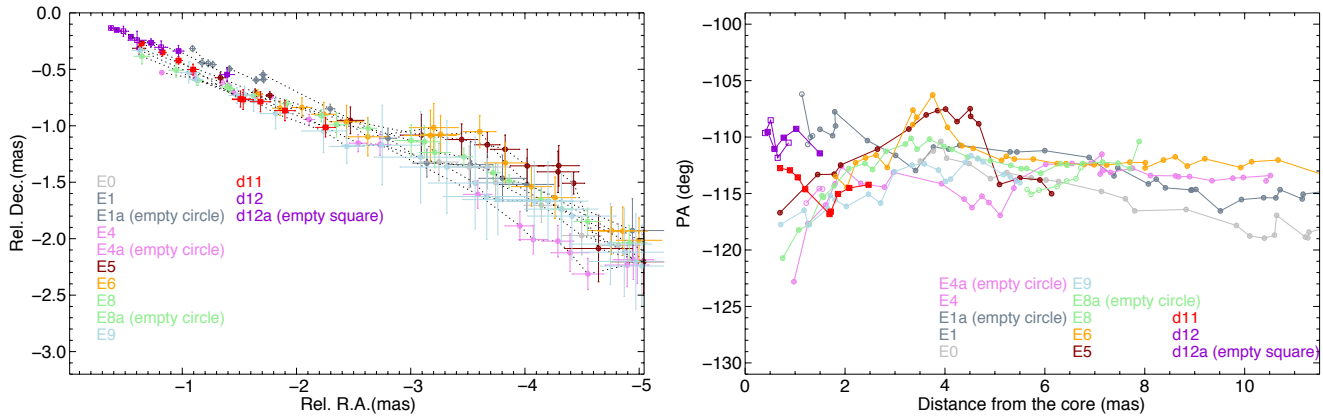 0.0
−0.5
−1.0
−1.5
−2.0
−2.5
−3.0
Rel. Dec.(mas)
E0 d11
E1 d12
E1a (empty circle) d12a (empty square)
E4
E4a (empty circle)
E5
E6
E8
E8a (empty circle)
E9
−1 −2 −3 −4 −5
Rel. R.A.(mas)
−100
−105
−110
−115
−120
−125
−130
PA (deg)
E4a (empty circle) E9
E4 E8a (empty circle)
E1a (empty circle) E8 d11
E1 E6 d12
E0 E5 d12a (empty square)
0 2 4 6 8 10
Distance from the core (mas)